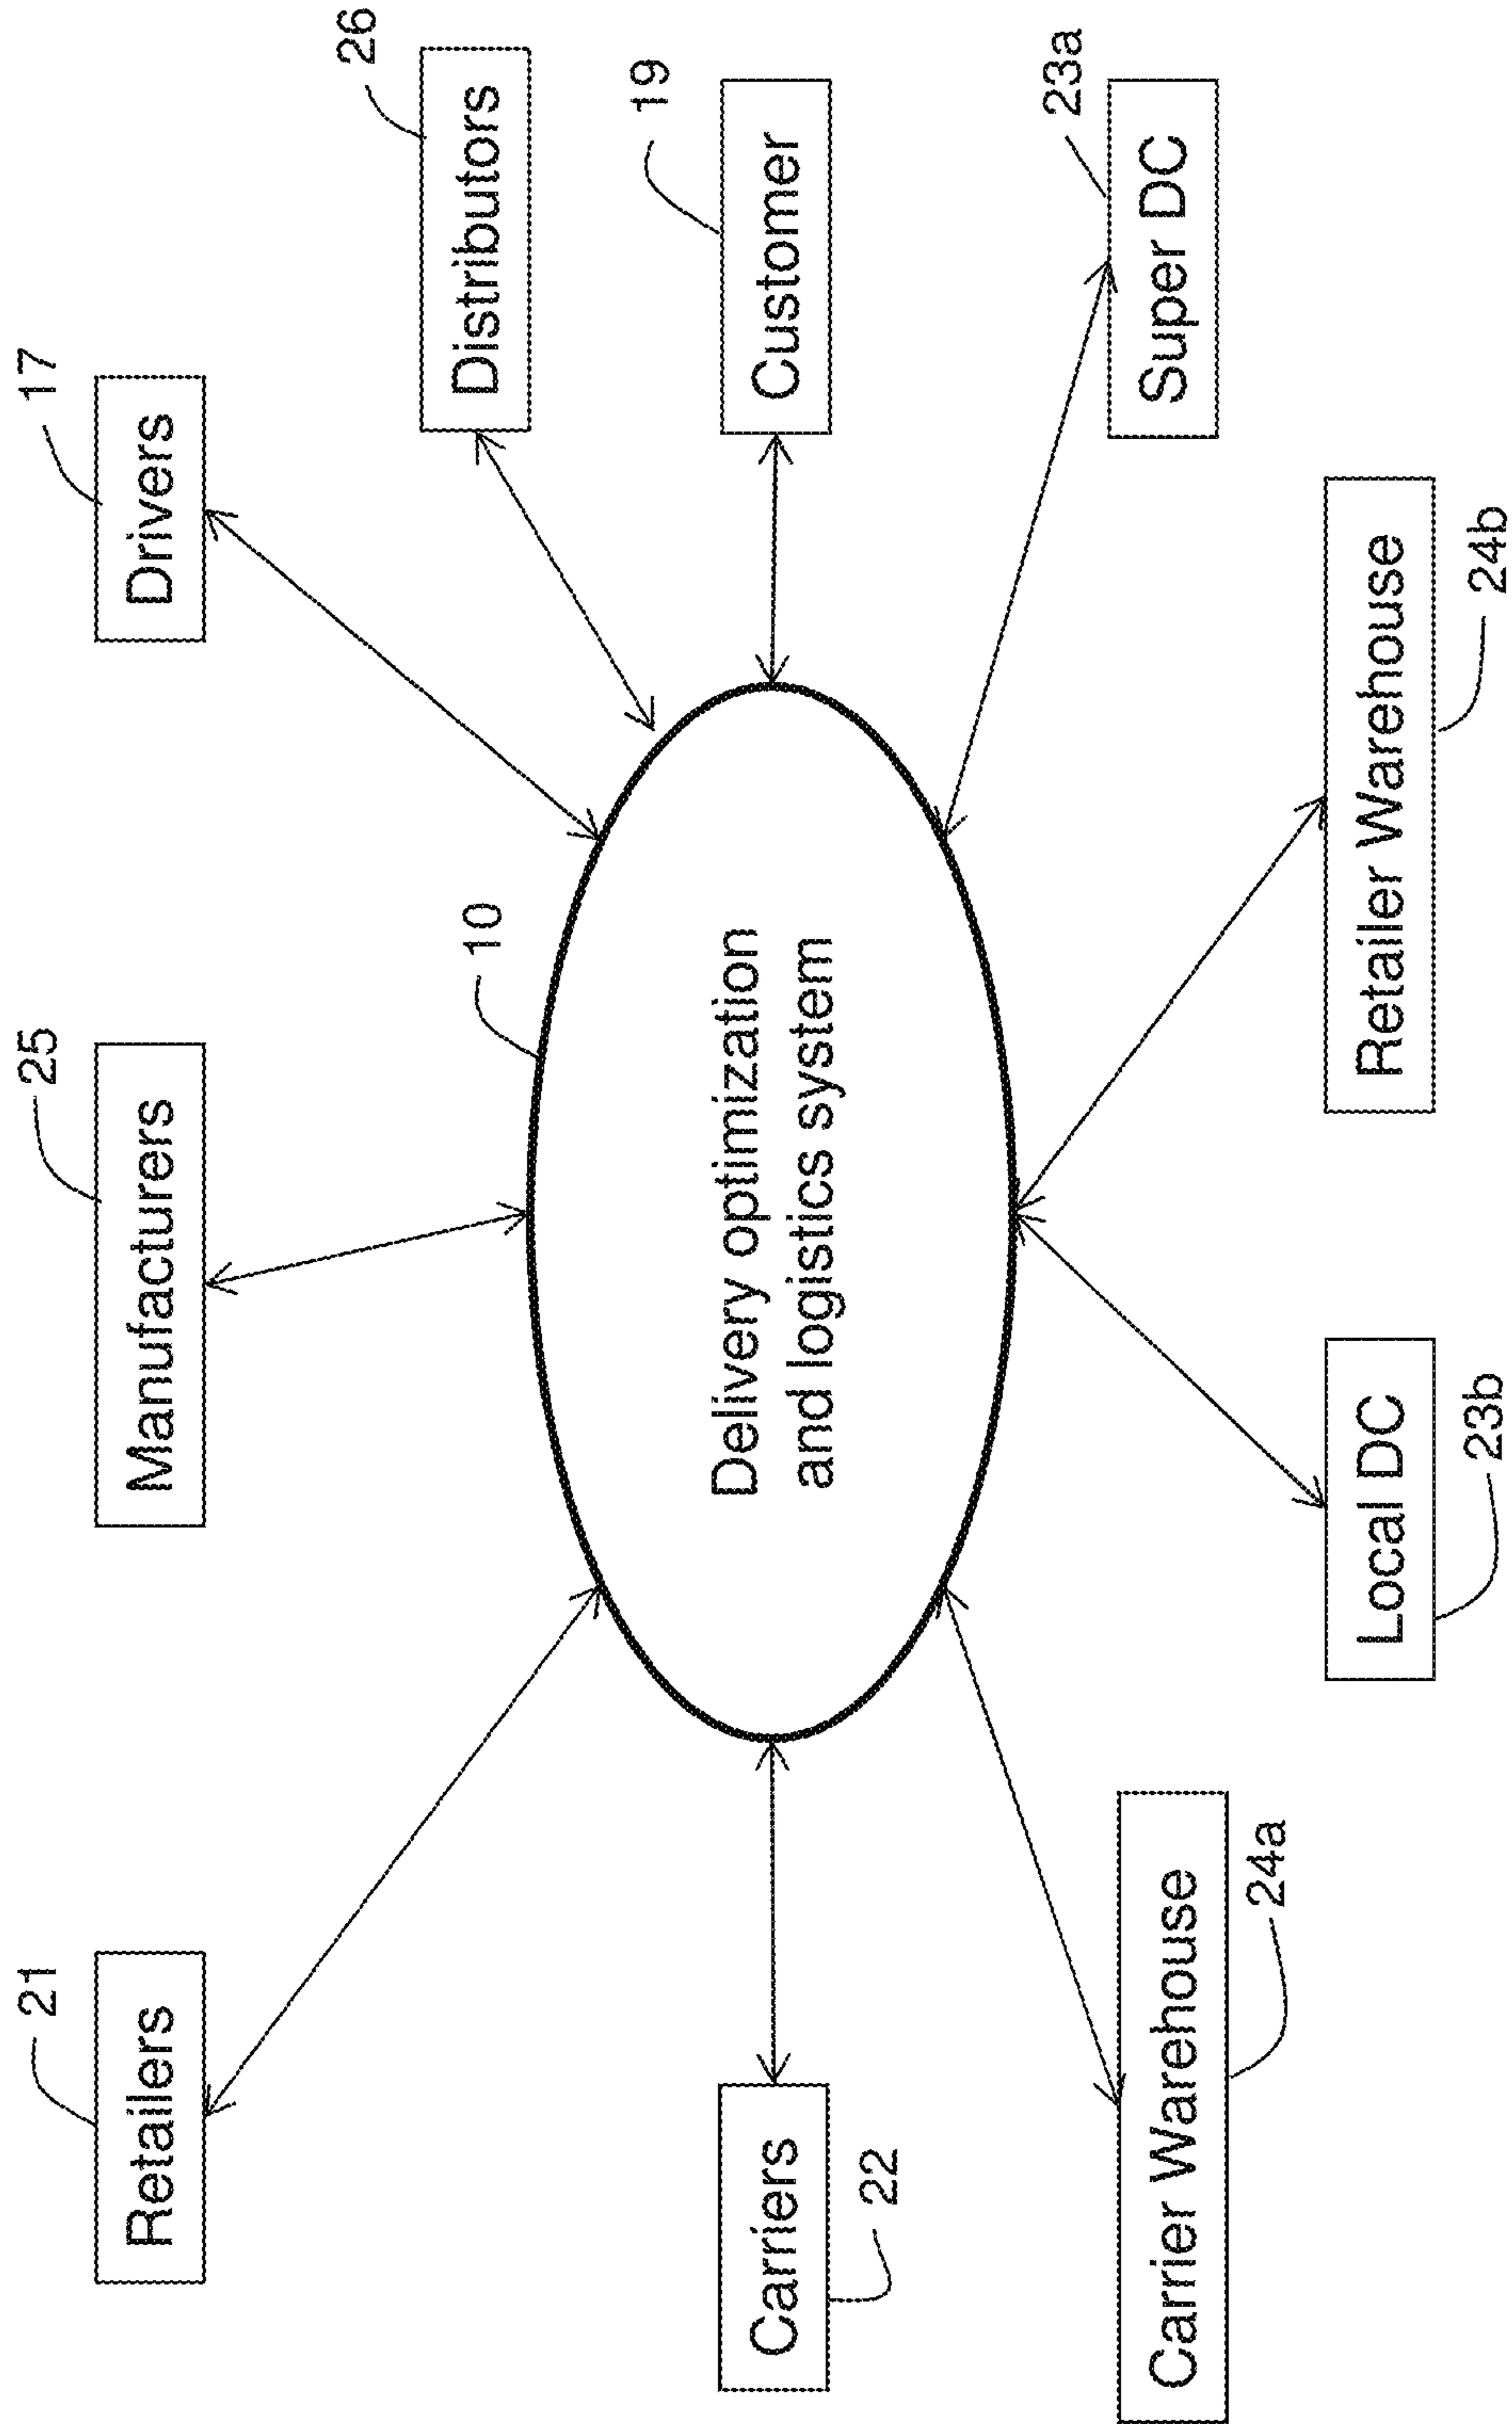 21
Retailers
25
Manufacturers
17
Drivers
26
Distributors
10
Delivery optimization
and logistics system
19
Customer
Carriers
22
23a
Super DC
Carrier Warehouse
24a
Local DC
23b
Retailer Warehouse
24b